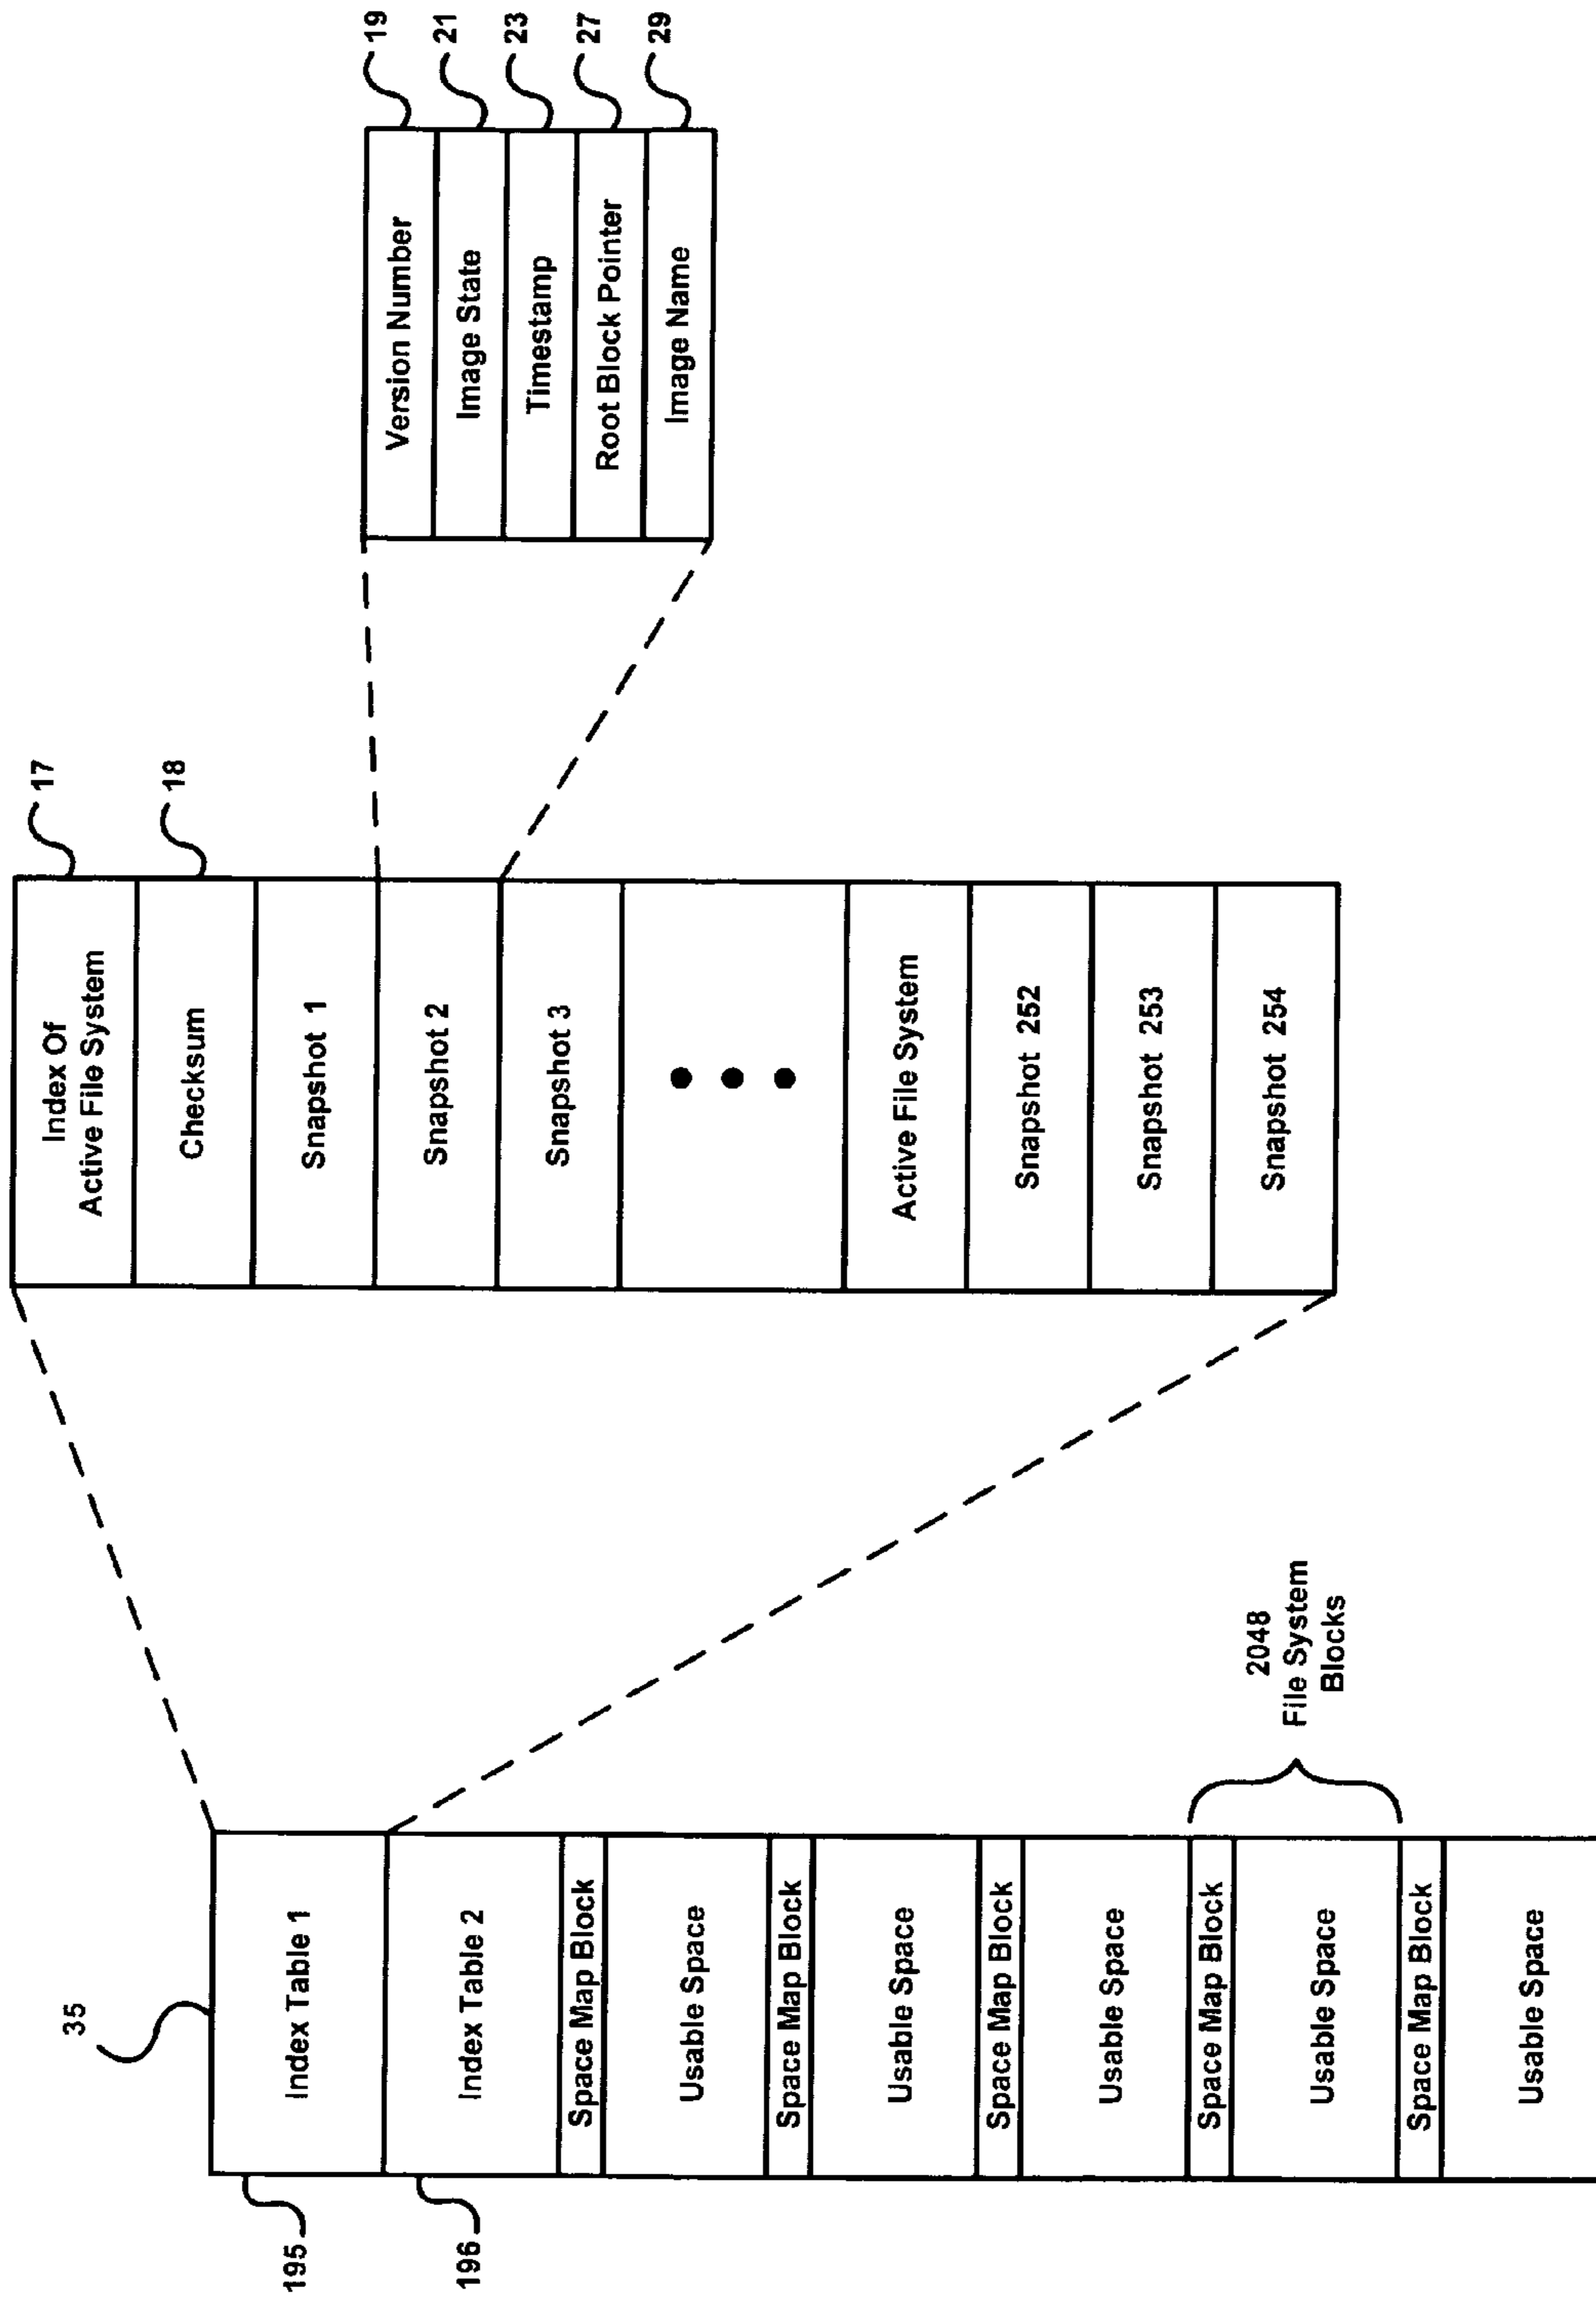 35
195
196
Index Table 1
Index Table 2
Space Map Block
Usable Space
Space Map Block
Usable Space
Space Map Block
Usable Space
Space Map Block
Usable Space
Space Map Block
Usable Space
2048
File System
Blocks
17
18
Index Of
Active File System
Checksum
Snapshot 1
Snapshot 2
Snapshot 3
Active File System
Snapshot 252
Snapshot 253
Snapshot 254
Version Number
19
Image State
21
Timestamp
23
Root Block Pointer
27
Image Name
29